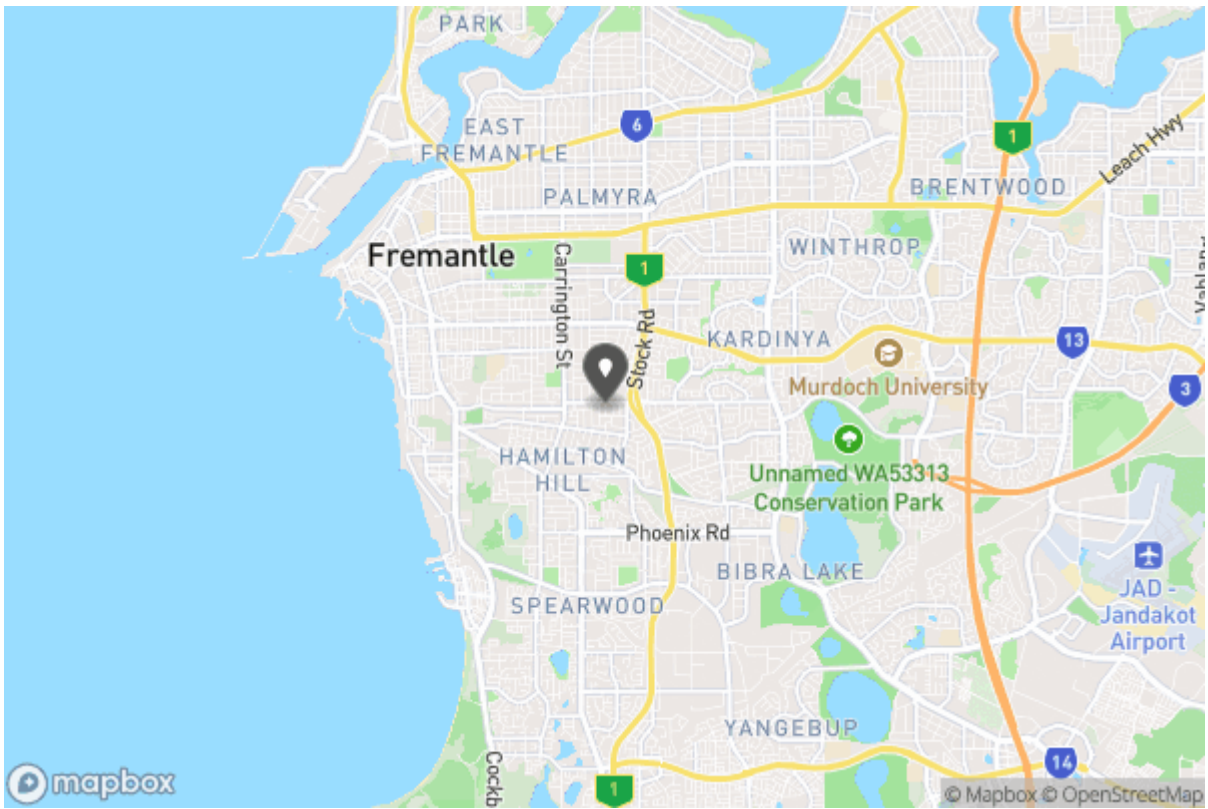 PARK
EAST
FREMANTLE
6
1
Leach Hwy
BRENTWOOD
PALMYRA
WINTHROP
Fremantle
Carrington St
1
Stock Rd
KARDINYA
13
Murdoch University
3
HAMILTON
HILL
Unnamed WA53313
Conservation Park
Phoenix Rd
BIBRA LAKE
SPEARWOOD
JAD -
Jandakot
Airport
YANGEBUP
14
1
mapbox
© Mapbox © OpenStreetMap